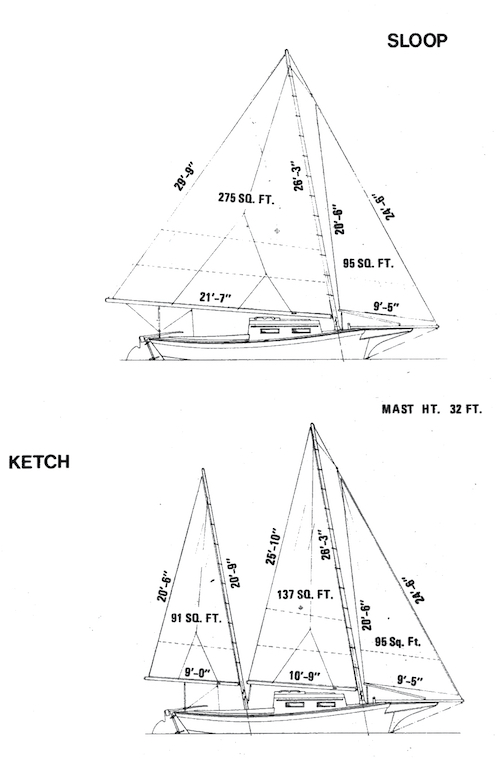 SLOOP
29'-9"
26'-3"
275 SQ. FT.
24'-6"
20'-6"
95 SQ. FT.
21'-7"
9'-5"
MAST HT. 32 FT.
KETCH
25'-10"
26'-3"
20'-6"
20'-9"
24'-6"
137 SQ. FT.
91 SQ. FT.
20'-6"
95 Sq. Ft.
9'-0"
10'-9"
9'-5"